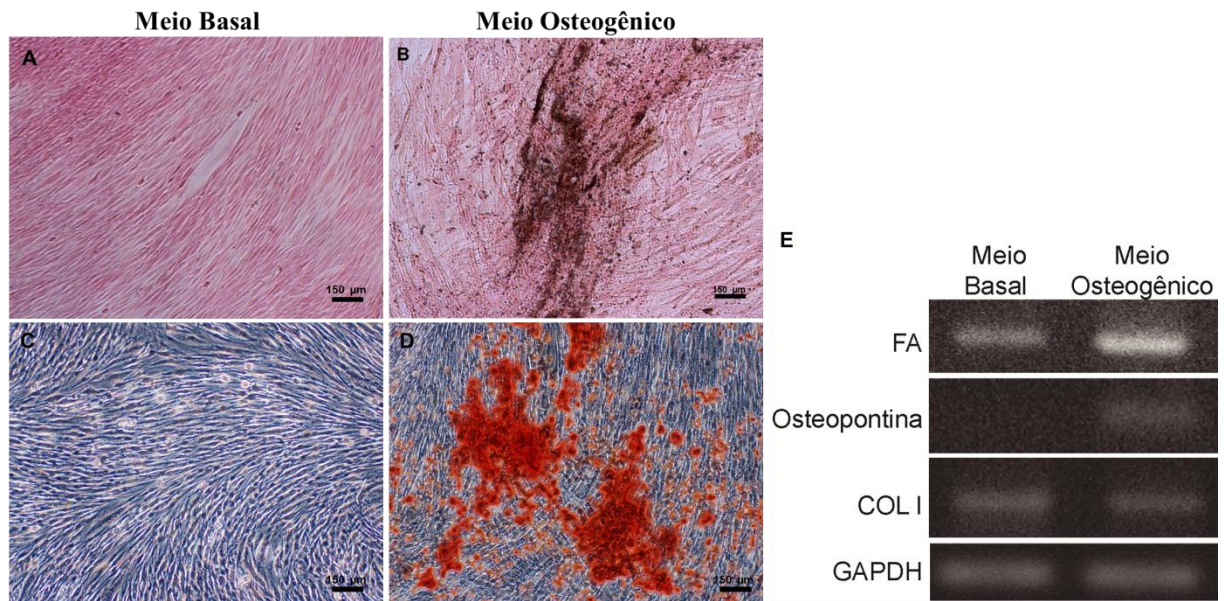 Meio Basal
Meio Osteogênico
A
B
150 µm
150 µm
C
D
150 µm
150 µm
E
Meio
Basal
Meio
Osteogênico
FA
Osteopontina
COL I
GAPDH